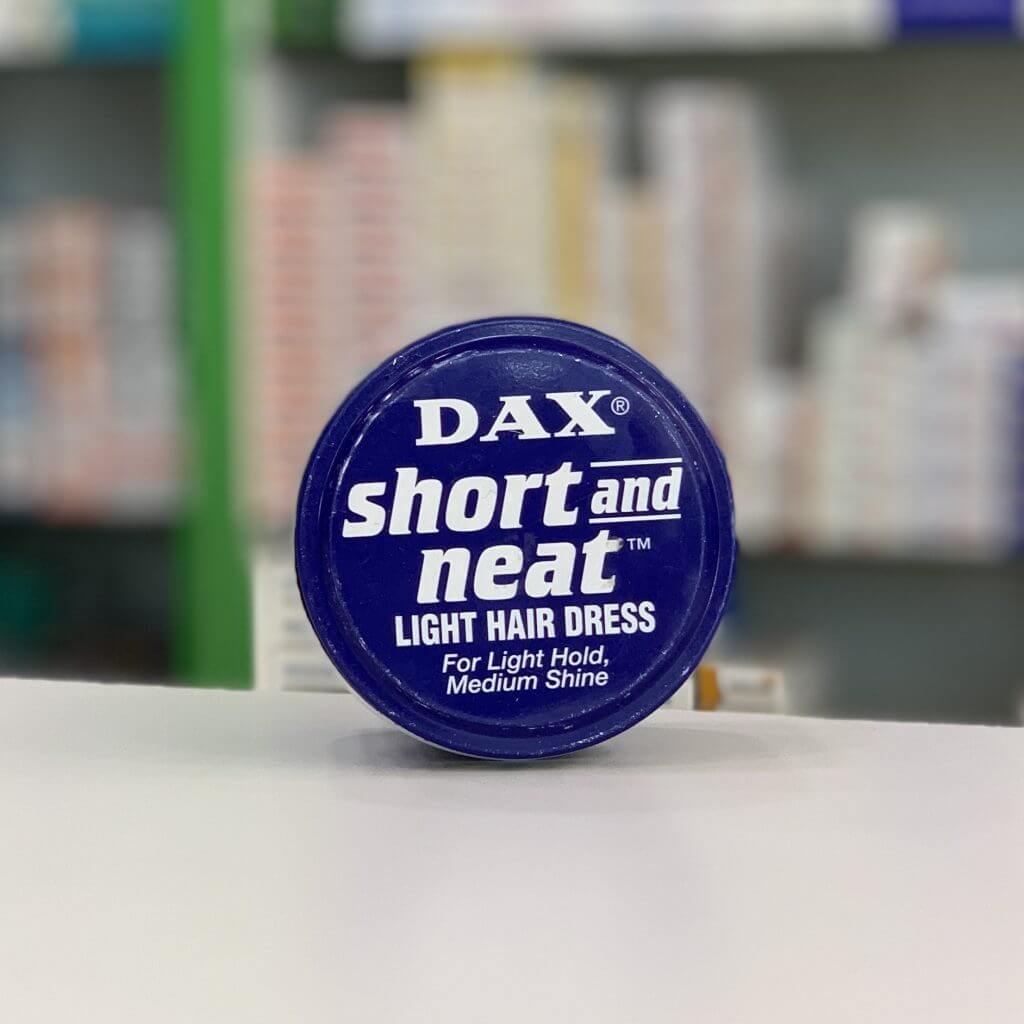 DAX®
short and
neat™
LIGHT HAIR DRESS
For Light Hold,
Medium Shine